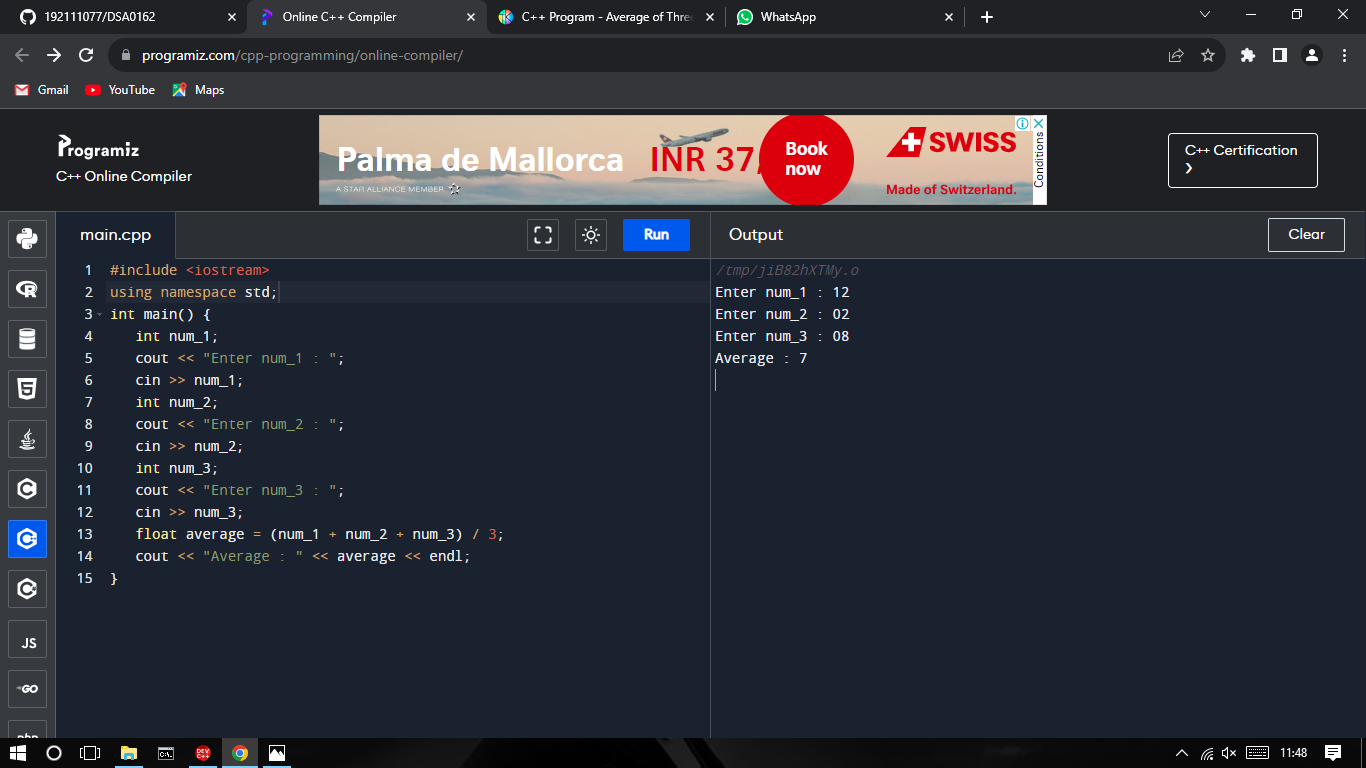 192111077/DSA0162
Online C++ Compiler
C++ Program - Average of Three
WhatsApp
programiz.com/cpp-programming/online-compiler/
Gmail
YouTube
Maps
Programiz
C++ Online Compiler
Palma de Mallorca
INR 37,
Book
now
SWISS
A STAR ALLIANCE MEMBER
Made of Switzerland.
Conditions
C++ Certification
main.cpp
Run
Output
Clear
1 #include <iostream>
2 using namespace std;
3 int main() {
4 int num_1;
5 cout << "Enter num_1 : ";
6 cin >> num_1;
7 int num_2;
8 cout << "Enter num_2 : ";
9 cin >> num_2;
10 int num_3;
11 cout << "Enter num_3 : ";
12 cin >> num_3;
13 float average = (num_1 + num_2 + num_3) / 3;
14 cout << "Average : " << average << endl;
15 }
/tmp/jiB82hXTMy.o
Enter num_1 : 12
Enter num_2 : 02
Enter num_3 : 08
Average : 7
JS
GO
php
DEV
C++
11:48